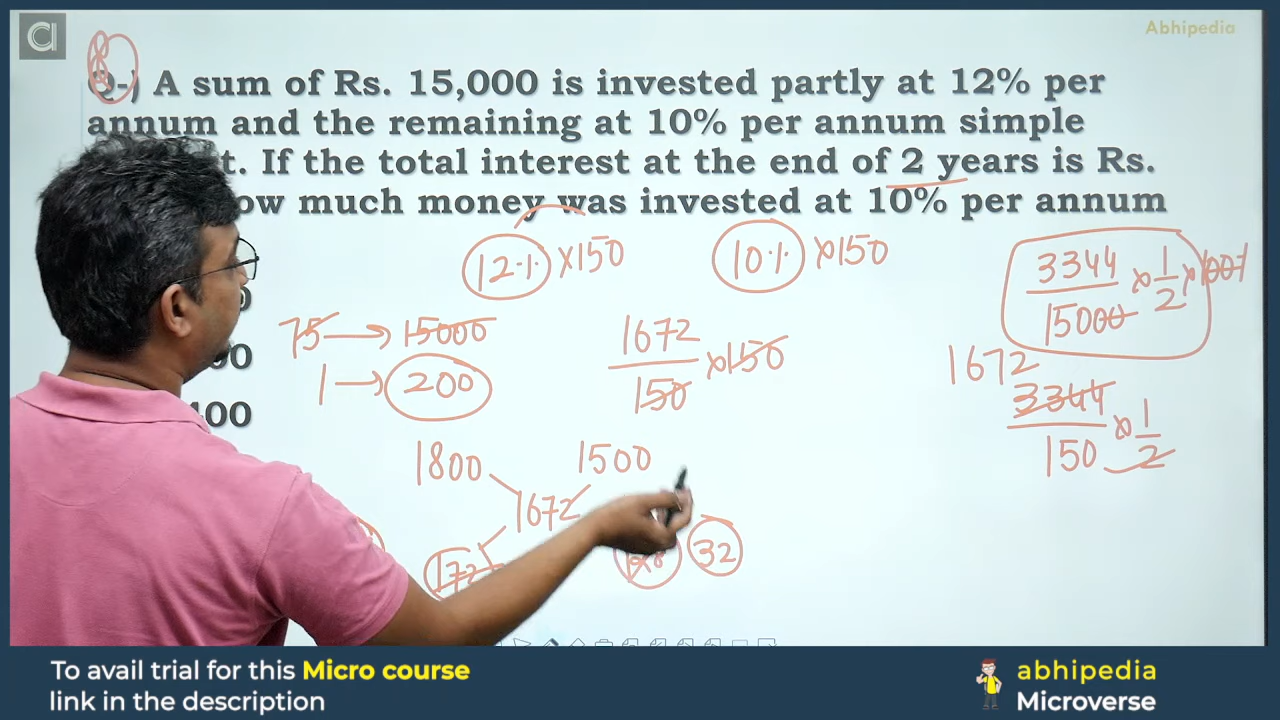 Abhipedia
Q-) A sum of Rs. 15,000 is invested partly at 12% per
annum and the remaining at 10% per annum simple
t. If the total interest at the end of 2 years is Rs.
ow much money was invested at 10% per annum
12% ×150 10% ×150
3344/15000 × 1/2 × 100%
75 → 15000 1672/150 ×150
1 → 200 1672
3344/150 × 1/2
400
1800 1500
1672
172 128 32
To avail trial for this Micro course
link in the description
abhipedia
Microverse